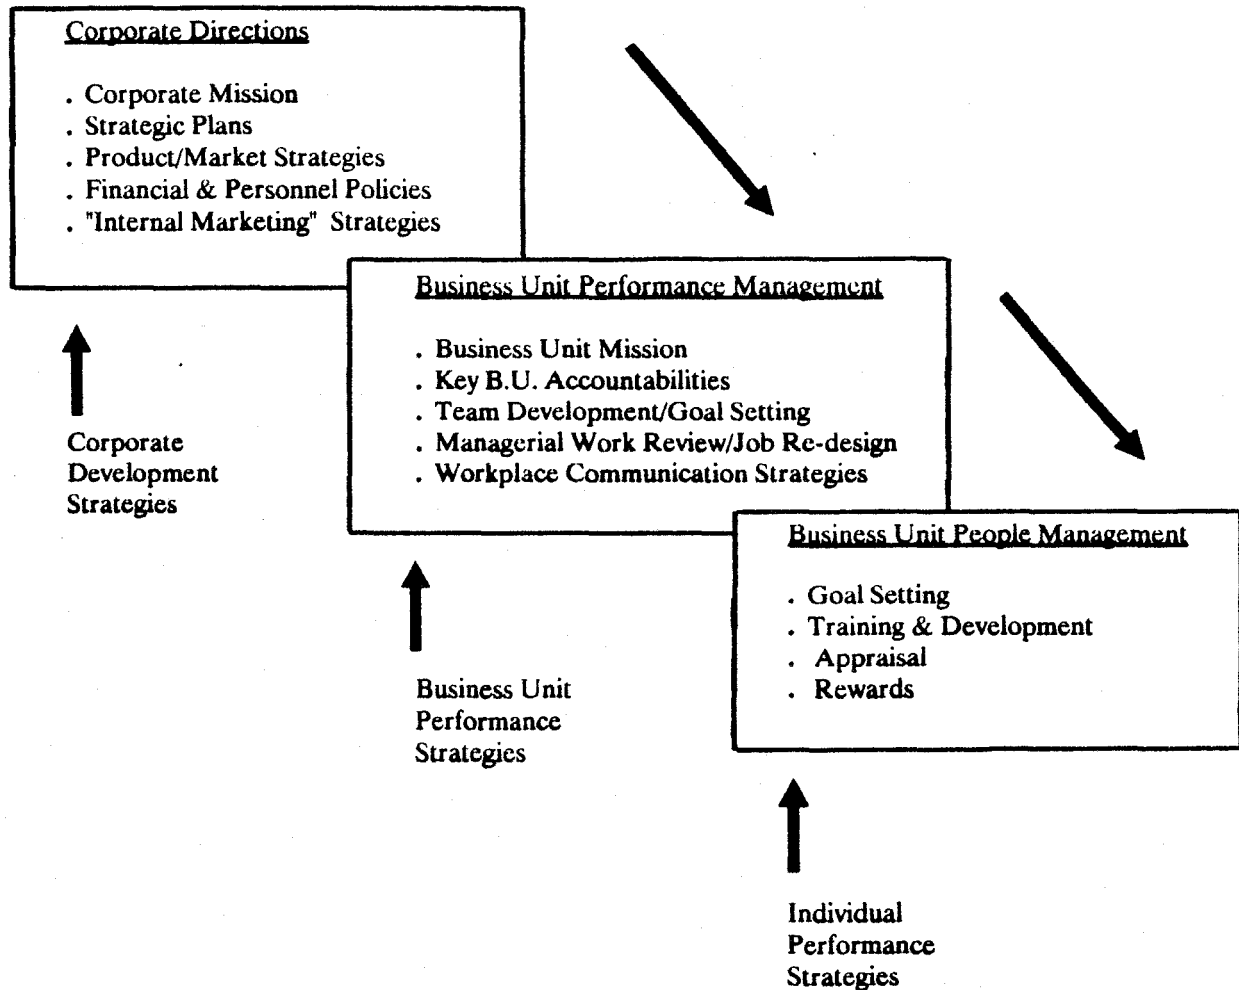 Corporate Directions
. Corporate Mission
. Strategic Plans
. Product/Market Strategies
. Financial & Personnel Policies
. "Internal Marketing" Strategies
Business Unit Performance Management
. Business Unit Mission
. Key B.U. Accountabilities
. Team Development/Goal Setting
. Managerial Work Review/Job Re-design
. Workplace Communication Strategies
Corporate
Development
Strategies
Business Unit People Management
. Goal Setting
. Training & Development
. Appraisal
. Rewards
Business Unit
Performance
Strategies
Individual
Performance
Strategies